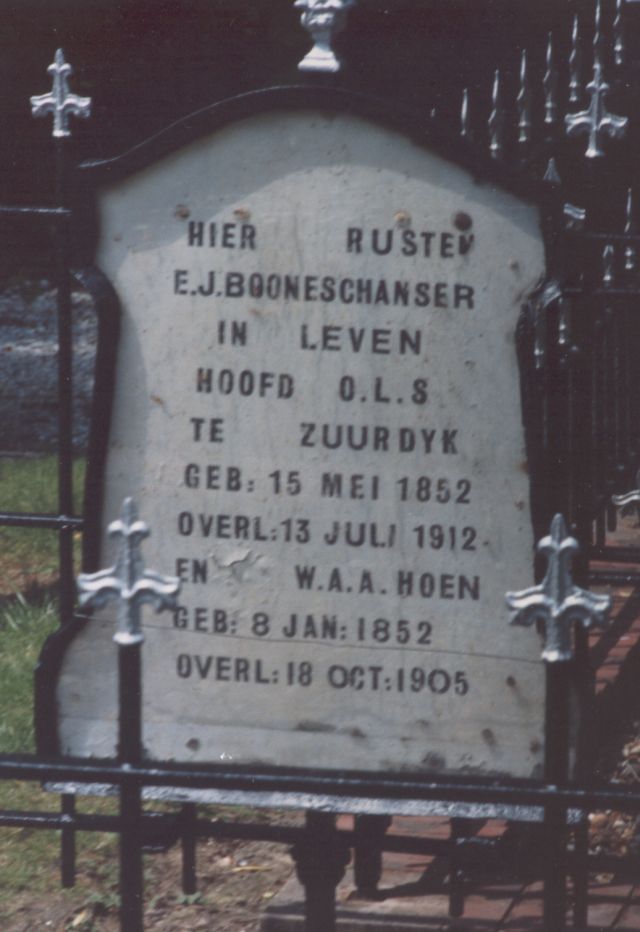 HIER RUSTEN
E.J.BOONESCHANSER
IN LEVEN
HOOFD O.L.S
TE ZUURDYK
GEB: 15 MEI 1852
OVERL: 13 JULI 1912.
EN W.A.A. HOEN
GEB: 8 JAN: 1852
OVERL: 18 OCT: 1905